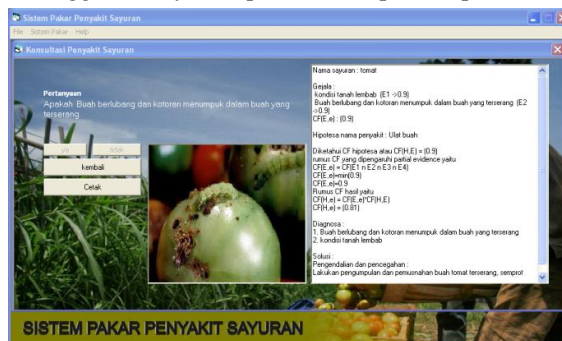 Sistem Pakar Penyakit Sayuran
File Sistem Pakar Help
Konsultasi Penyakit Sayuran
Pertanyaan
Apakah Buah berlubang dan kotoran menumpuk dalam buah yang
terserang
ya tidak
kembali
Cetak
Nama sayuran : tomat
Gejala :
kondisi tanah lembab (E1 ->0.9)
Buah berlubang dan kotoran menumpuk dalam buah yang terserang (E2
->0.9)
CF(E,e) : (0.9)
Hipotesa nama penyakit : Ulat buah
Diketahui CF hipotesa atau CF(H,E) = (0.9)
rumus CF yang dipengaruhi partial evidence yaitu
CF(E,e) = CF(E1 n E2 n E3 n E4)
CF(E,e)=min(0.9)
CF(E,e)=0.9
Rumus CF hasil yaitu
CF(H,e) = CF(E,e)*CF(H,E)
CF(H,e) = (0.81)
Diagnosa :
1. Buah berlubang dan kotoran menumpuk dalam buah yang terserang
2. kondisi tanah lembab
Solusi :
Pengendalian dan pencegahan :
Lakukan pengumpulan dan pemusnahan buah tomat terserang, semprot
SISTEM PAKAR PENYAKIT SAYURAN